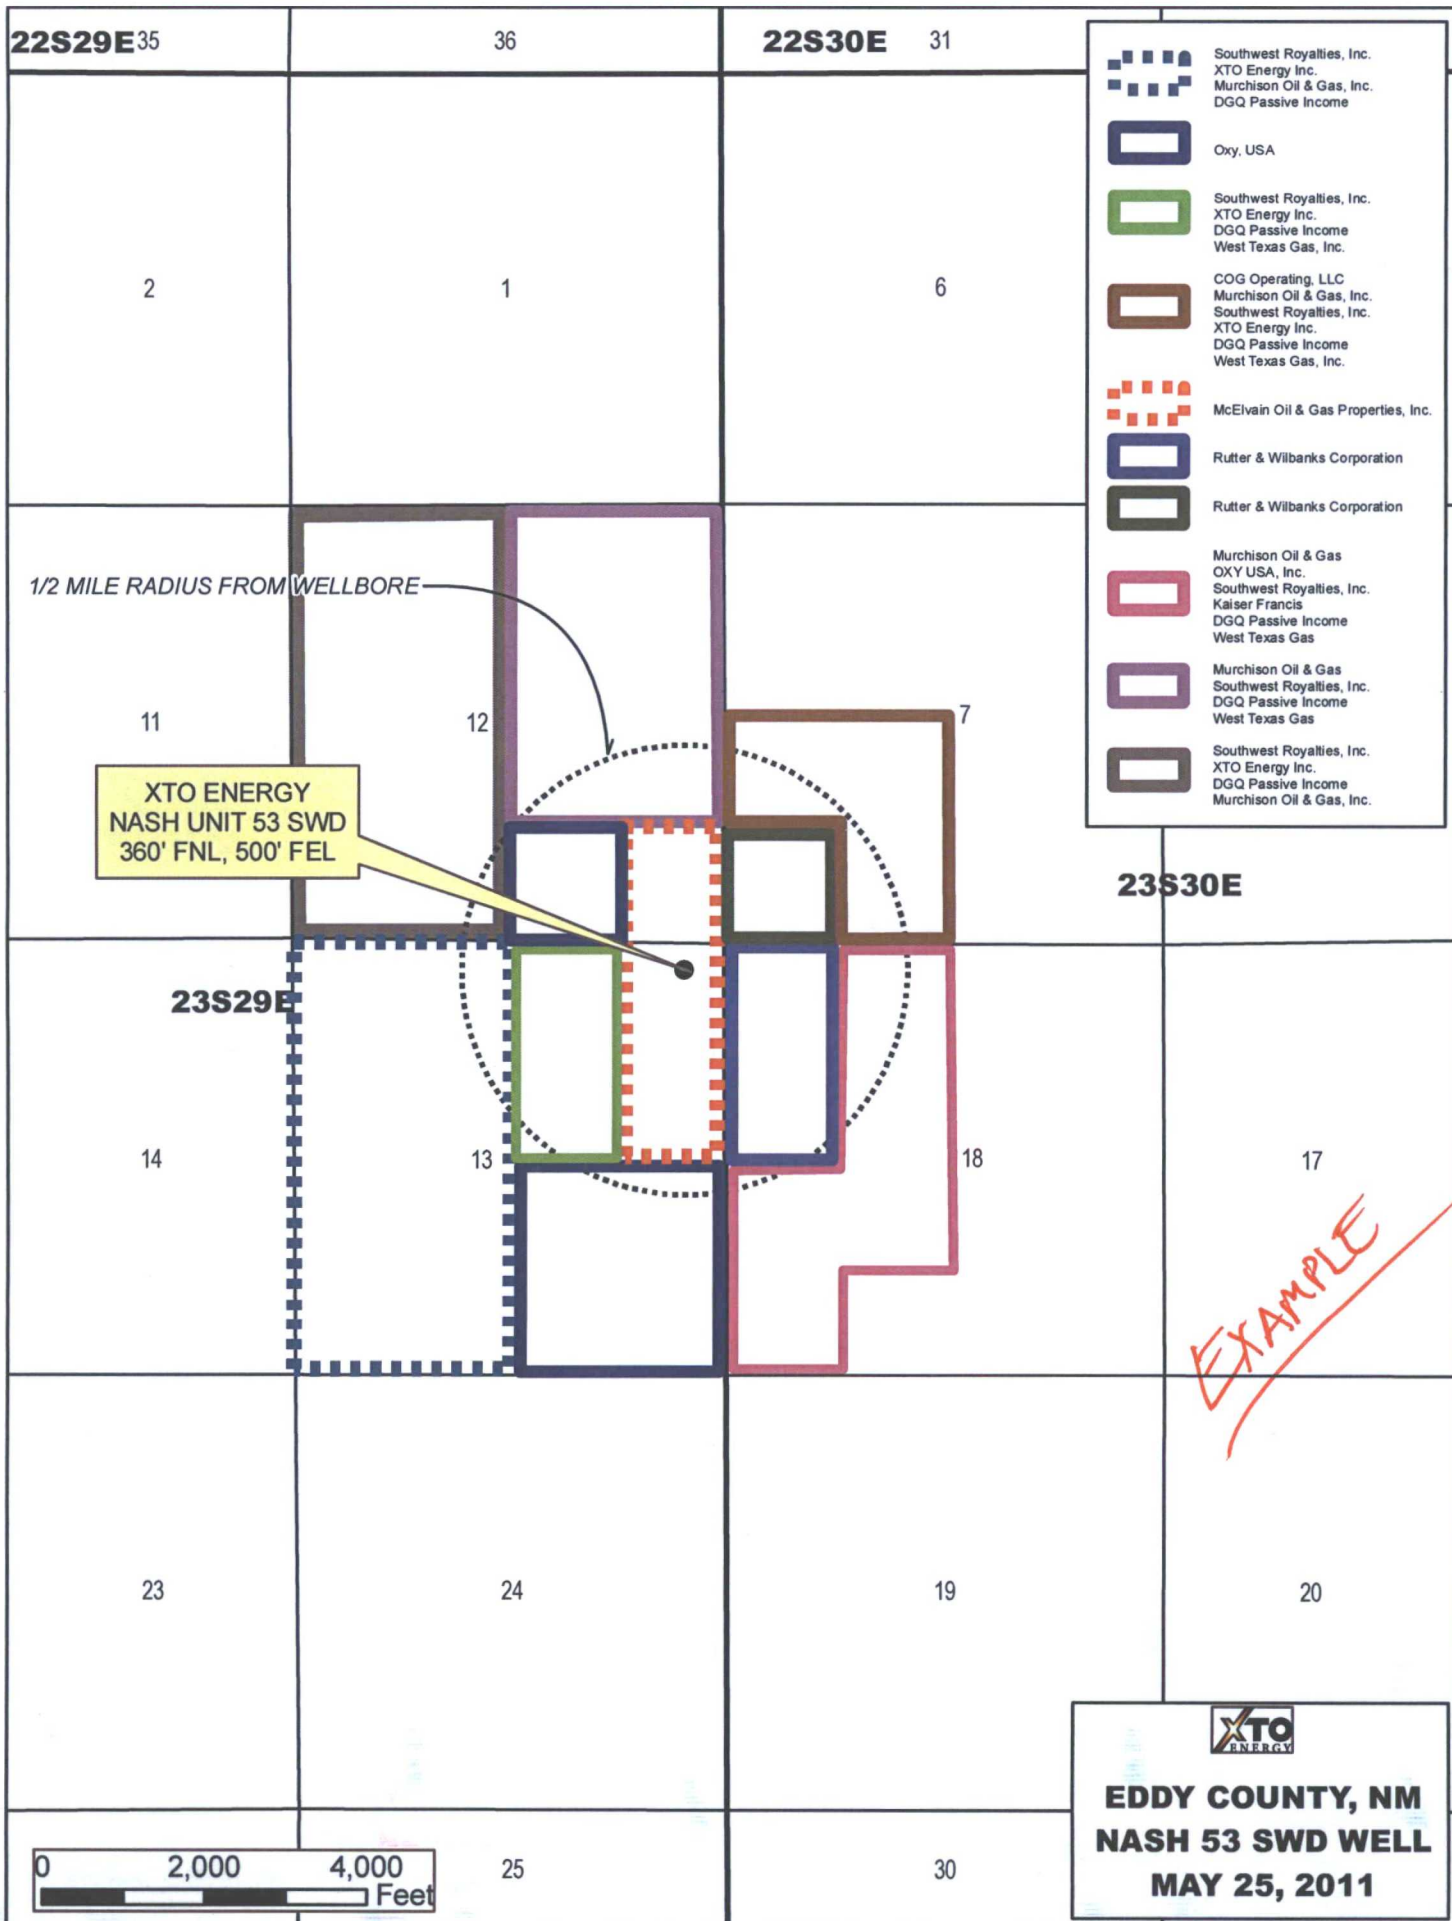 22S29E 35
36
22S30E 31
Southwest Royalties, Inc.
XTO Energy Inc.
Murchison Oil & Gas, Inc.
DGQ Passive Income
Oxy, USA
Southwest Royalties, Inc.
XTO Energy Inc.
DGQ Passive Income
West Texas Gas, Inc.
COG Operating, LLC
Murchison Oil & Gas, Inc.
Southwest Royalties, Inc.
XTO Energy Inc.
DGQ Passive Income
West Texas Gas, Inc.
McElvain Oil & Gas Properties, Inc.
Rutter & Wilbanks Corporation
Rutter & Wilbanks Corporation
Murchison Oil & Gas
OXY USA, Inc.
Southwest Royalties, Inc.
Kaiser Francis
DGQ Passive Income
West Texas Gas
Murchison Oil & Gas
Southwest Royalties, Inc.
DGQ Passive Income
West Texas Gas
Southwest Royalties, Inc.
XTO Energy Inc.
DGQ Passive Income
Murchison Oil & Gas, Inc.
2
1
6
1/2 MILE RADIUS FROM WELLBORE
11
12
7
XTO ENERGY
NASH UNIT 53 SWD
360' FNL, 500' FEL
23S30E
23S29E
14
13
18
17
EXAMPLE
23
24
19
20
XTO
ENERGY
EDDY COUNTY, NM
NASH 53 SWD WELL
MAY 25, 2011
0 2,000 4,000
Feet
25
30